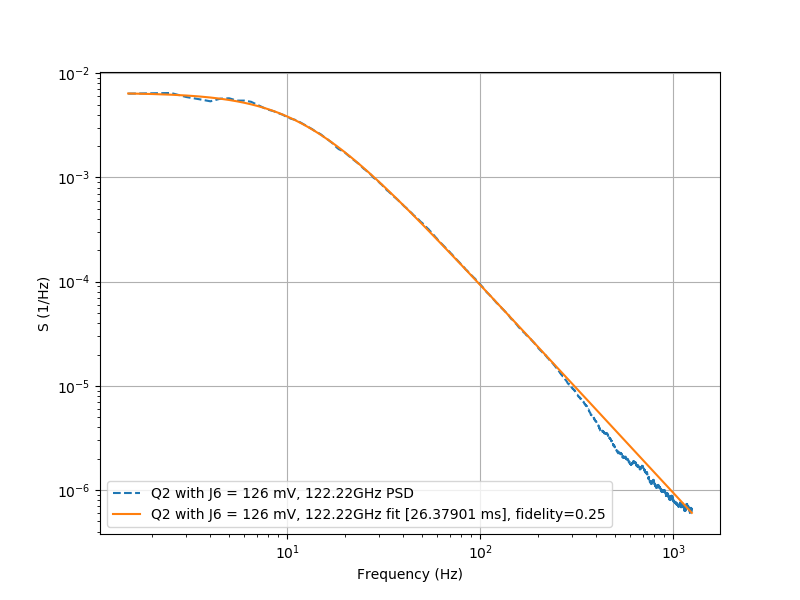 10⁻²
10⁻³
10⁻⁴
10⁻⁵
10⁻⁶
S (1/Hz)
Q2 with J6 = 126 mV, 122.22GHz PSD
Q2 with J6 = 126 mV, 122.22GHz fit [26.37901 ms], fidelity=0.25
10¹ 10² 10³
Frequency (Hz)